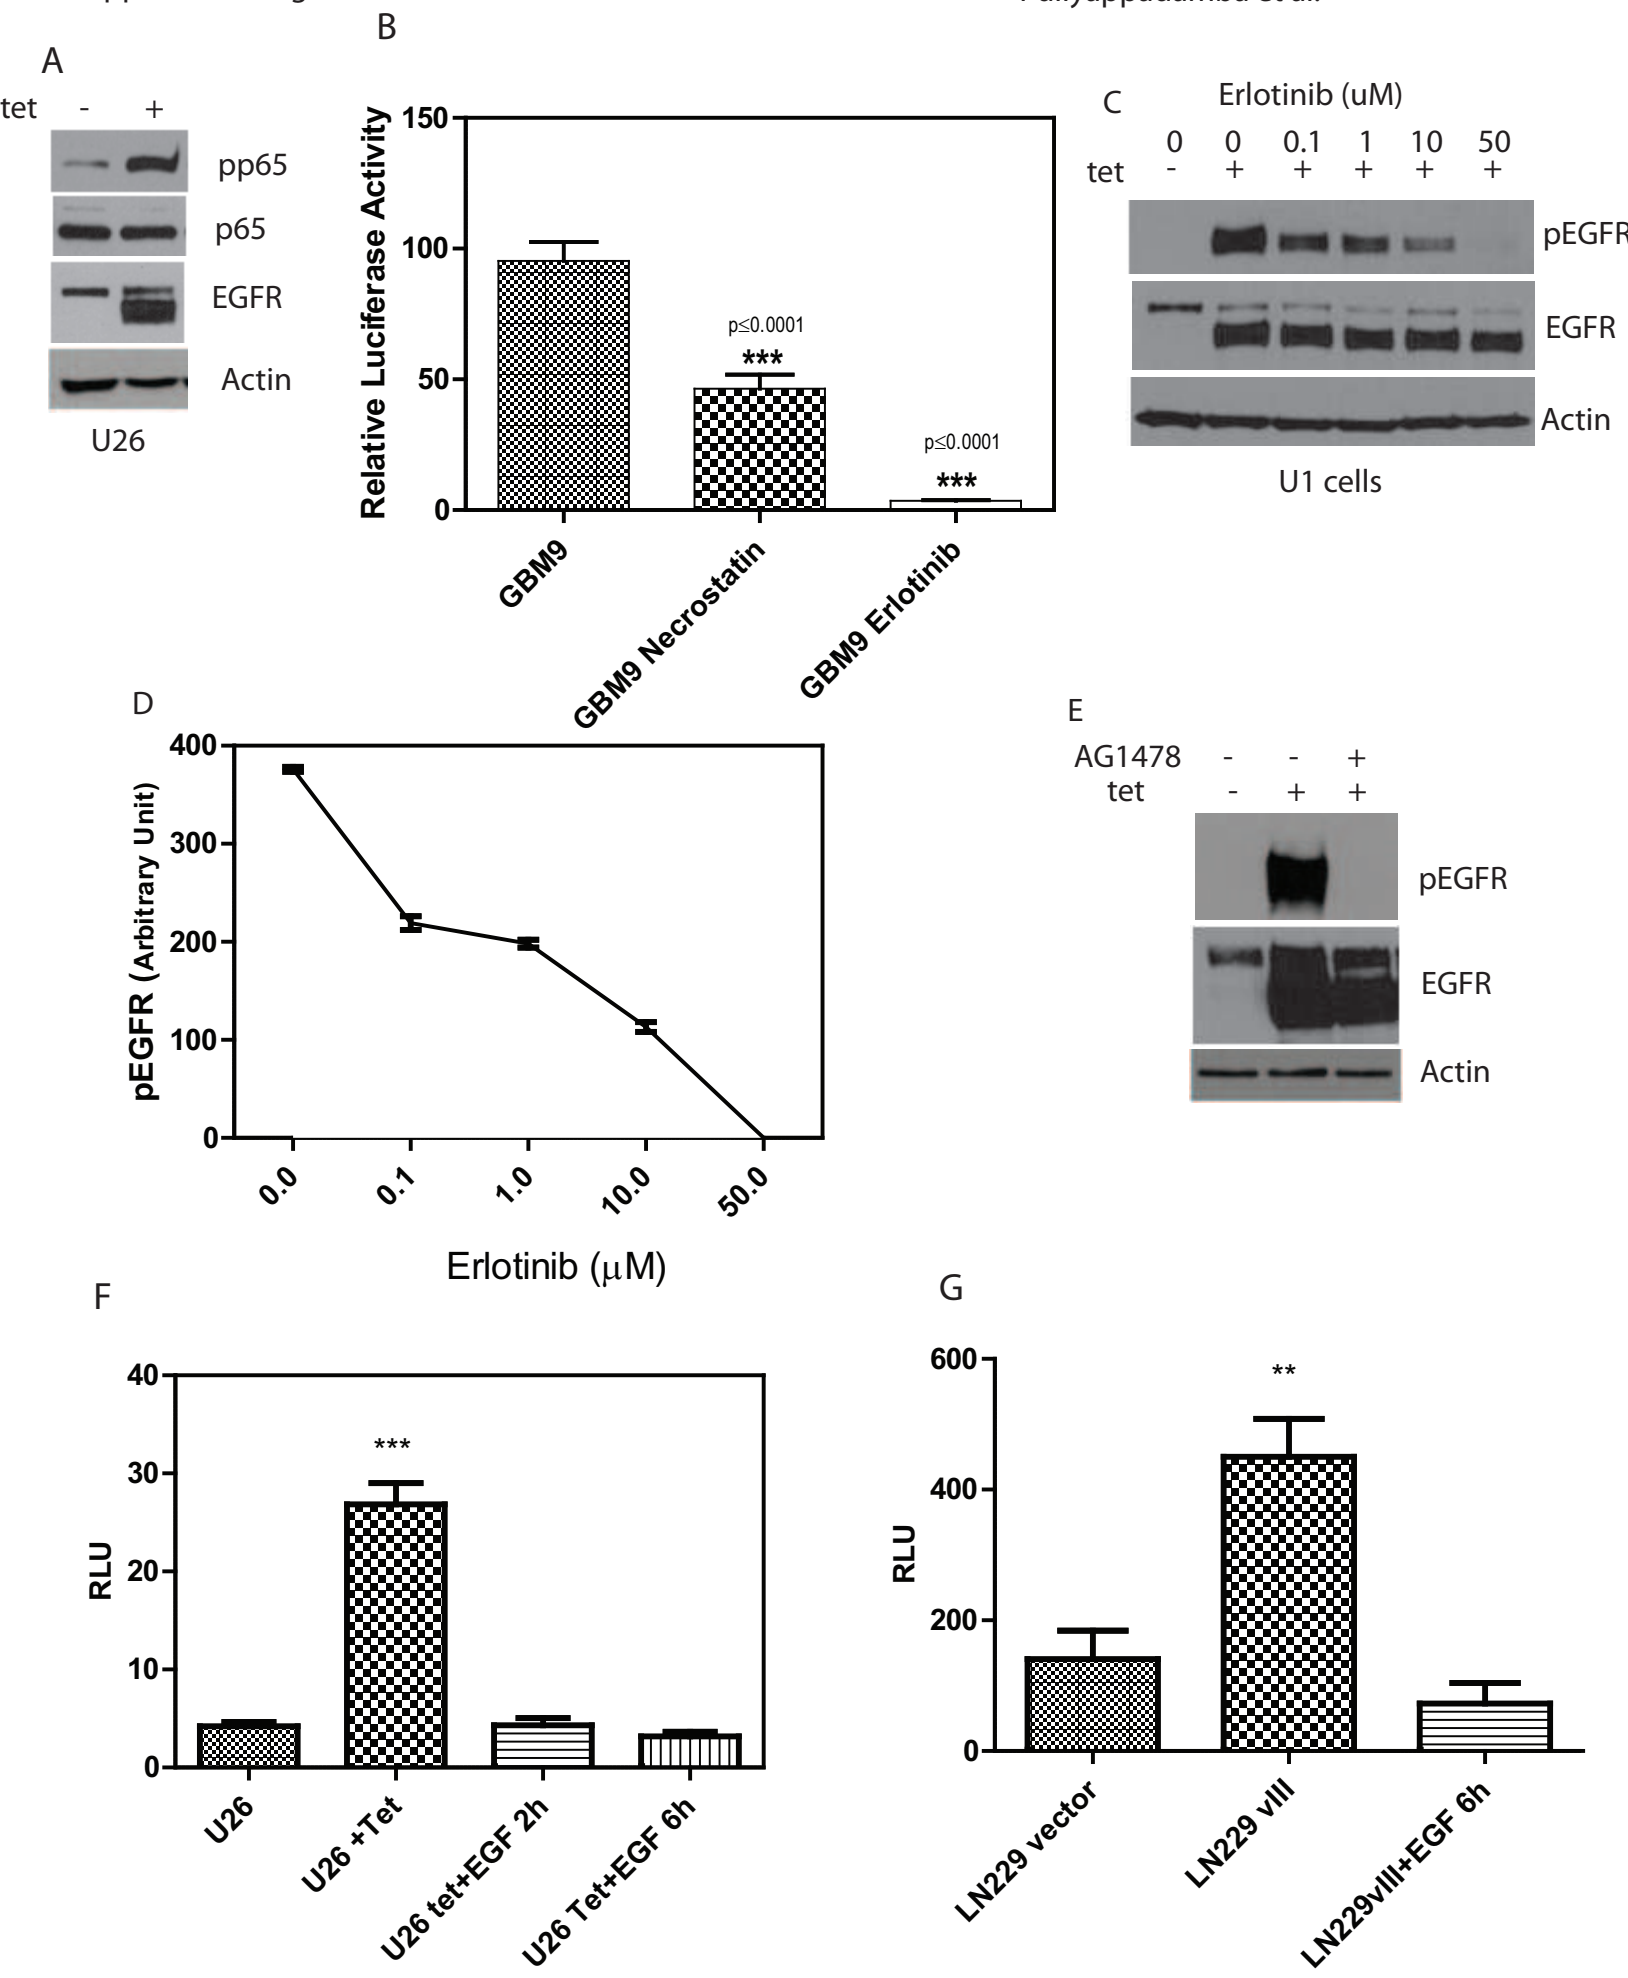 B
A
tet - +
pp65
p65
EGFR
Actin
U26
Relative Luciferase Activity
150
100
50
0
p≤0.0001
***
p≤0.0001
***
GBM9
GBM9 Necrostatin
GBM9 Erlotinib
C
Erlotinib (uM)
0 0 0.1 1 10 50
tet - + + + + +
pEGFR
EGFR
Actin
U1 cells
D
pEGFR (Arbitrary Unit)
400
300
200
100
0
0.0
0.1
1.0
10.0
50.0
Erlotinib (μM)
E
AG1478 - - +
tet - + +
pEGFR
EGFR
Actin
F
RLU
40
30
20
10
0
***
U26
U26 +Tet
U26 tet+EGF 2h
U26 Tet+EGF 6h
G
RLU
600
400
200
0
**
LN229 vector
LN229 vIII
LN229vIII+EGF 6h